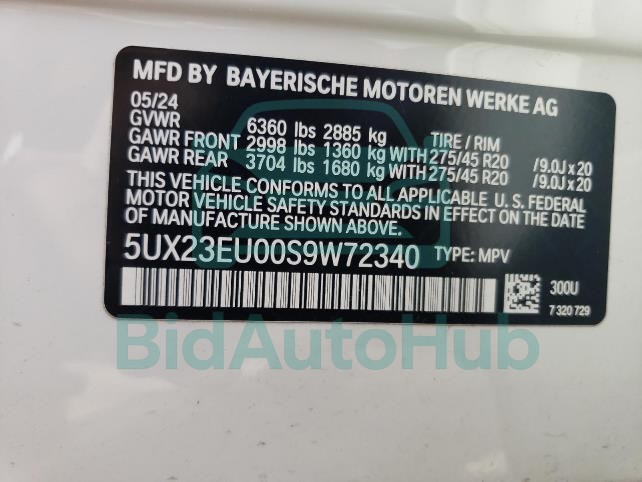 MFD BY BAYERISCHE MOTOREN WERKE AG
05/24
GVWR 6360 lbs 2885 kg TIRE / RIM
GAWR FRONT 2998 lbs 1360 kg WITH 275/45 R20 /9.0J x 20
GAWR REAR 3704 lbs 1680 kg WITH 275/45 R20 /9.0J x 20
THIS VEHICLE CONFORMS TO ALL APPLICABLE U. S. FEDERAL
MOTOR VEHICLE SAFETY STANDARDS IN EFFECT ON THE DATE
OF MANUFACTURE SHOWN ABOVE.
5UX23EU00S9W72340 TYPE: MPV
300U
7 320 729
BidAutoHub